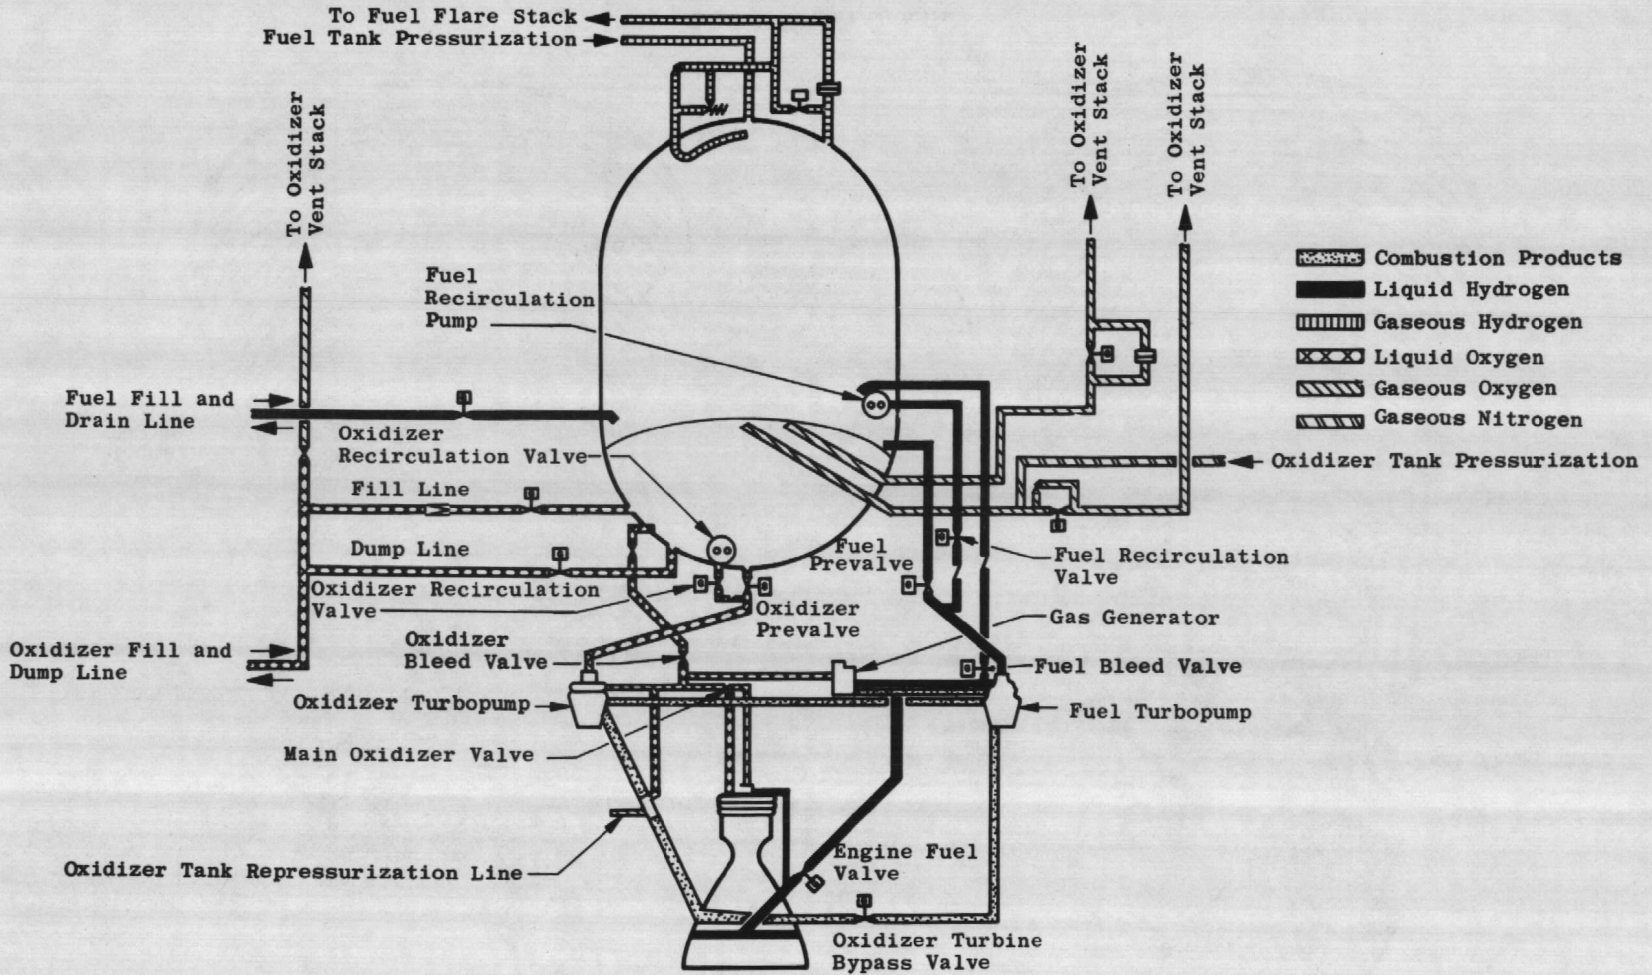 To Fuel Flare Stack
Fuel Tank Pressurization
To Oxidizer
Vent Stack
To Oxidizer
Vent Stack
To Oxidizer
Vent Stack
Combustion Products
Liquid Hydrogen
Gaseous Hydrogen
Liquid Oxygen
Gaseous Oxygen
Gaseous Nitrogen
Fuel
Recirculation
Pump
Fuel Fill and
Drain Line
Oxidizer
Recirculation Valve
Oxidizer Tank Pressurization
Fill Line
Dump Line
Fuel
Prevalve
Fuel Recirculation
Valve
Oxidizer Recirculation
Valve
Oxidizer
Prevalve
Gas Generator
Oxidizer Fill and
Dump Line
Oxidizer
Bleed Valve
Fuel Bleed Valve
Oxidizer Turbopump
Fuel Turbopump
Main Oxidizer Valve
Oxidizer Tank Repressurization Line
Engine Fuel
Valve
Oxidizer Turbine
Bypass Valve